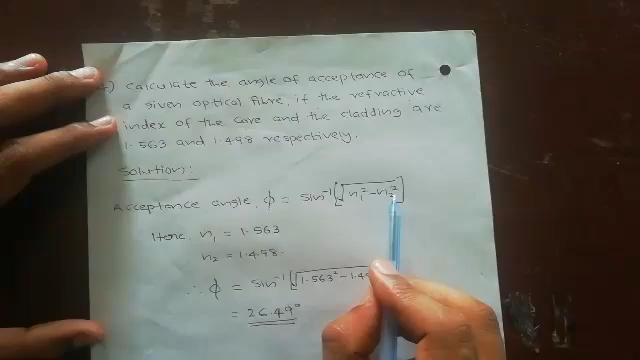 4) Calculate the angle of acceptance of
a given optical fibre, if the refractive
index of the core and the cladding are
1.563 and 1.498 respectively.
Solution:
Acceptance angle, φ = sin⁻¹[√n₁² - n₂²]
Here n₁ = 1.563
n₂ = 1.498.
∴ φ = sin⁻¹[√1.563² - 1.49
= 26.49°